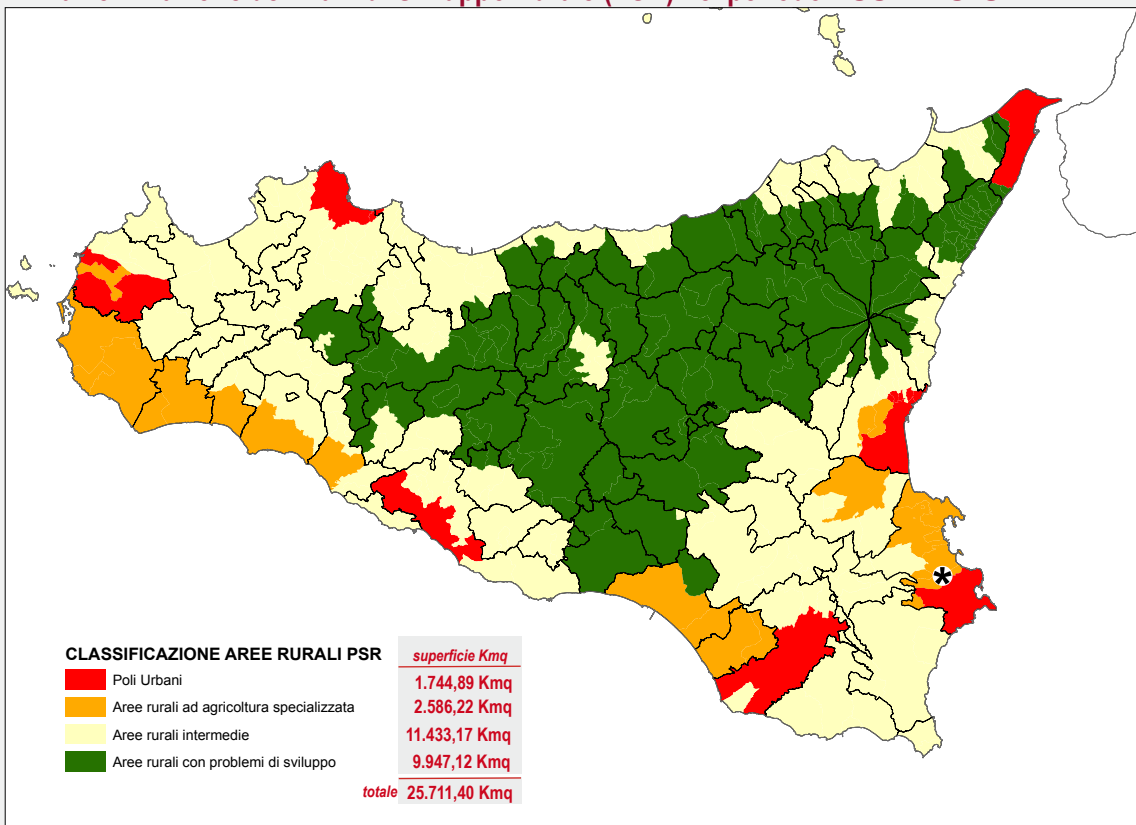 CLASSIFICAZIONE AREE RURALI PSR superficie Kmq
Poli Urbani 1.744,89 Kmq
Aree rurali ad agricoltura specializzata 2.586,22 Kmq
Aree rurali intermedie 11.433,17 Kmq
Aree rurali con problemi di sviluppo 9.947,12 Kmq
totale 25.711,40 Kmq